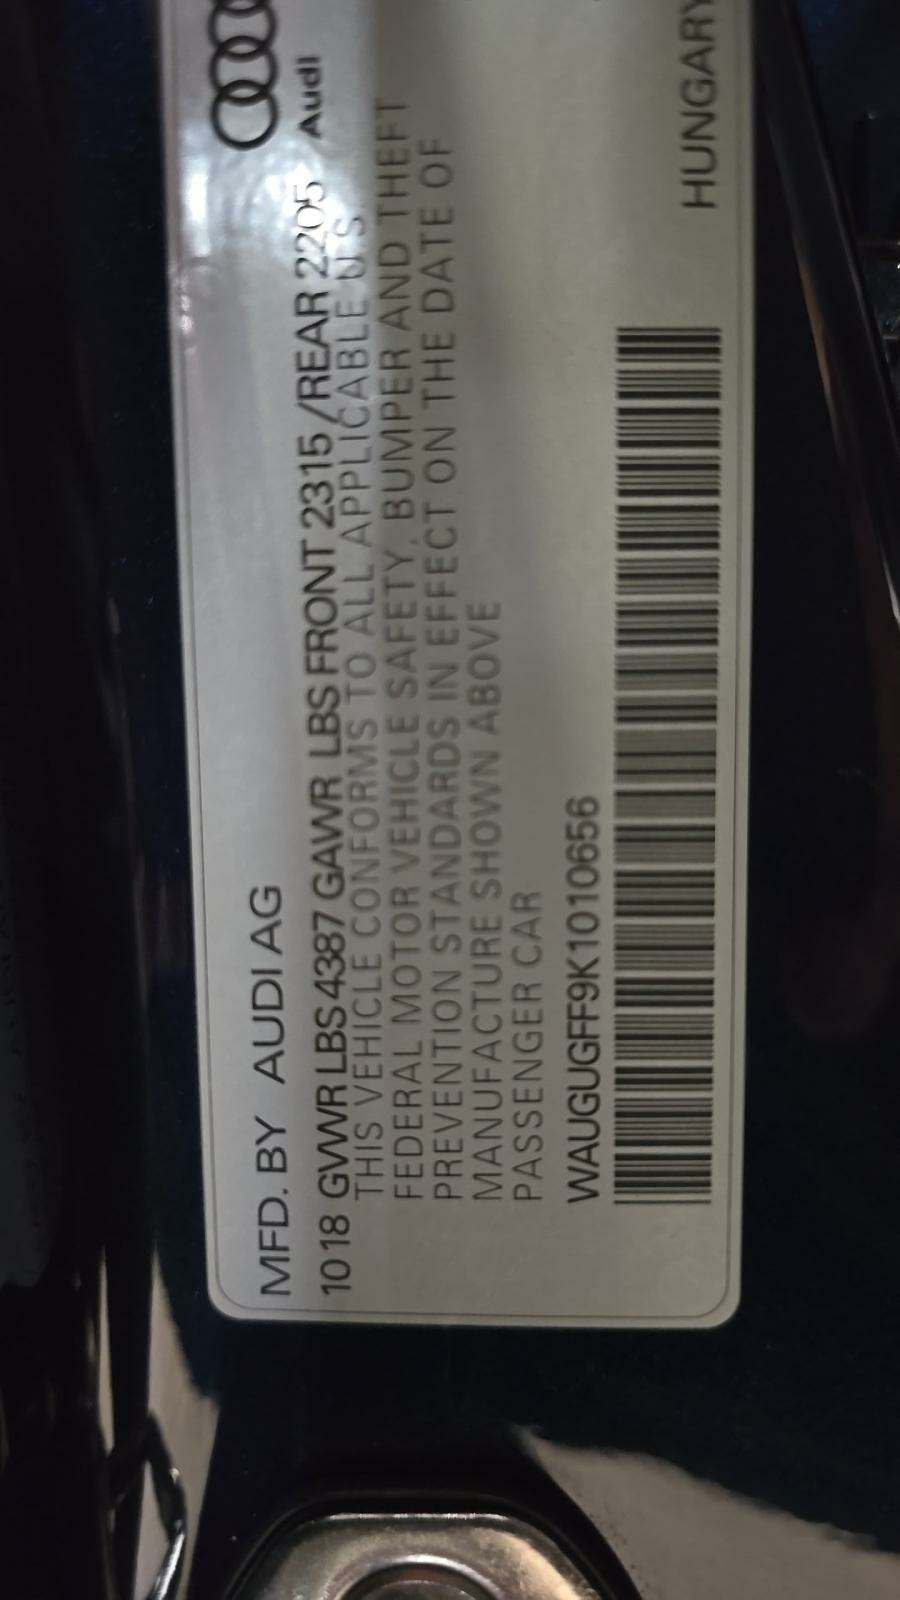 MFD. BY AUDI AG
Audi
1018 GVWR LBS 4387 GAWR LBS FRONT 2315 /REAR 2205
THIS VEHICLE CONFORMS TO ALL APPLICABLE U S
FEDERAL MOTOR VEHICLE SAFETY, BUMPER AND THEFT
PREVENTION STANDARDS IN EFFECT ON THE DATE OF
MANUFACTURE SHOWN ABOVE
PASSENGER CAR
WAUGUGFF9K1010656
HUNGARY